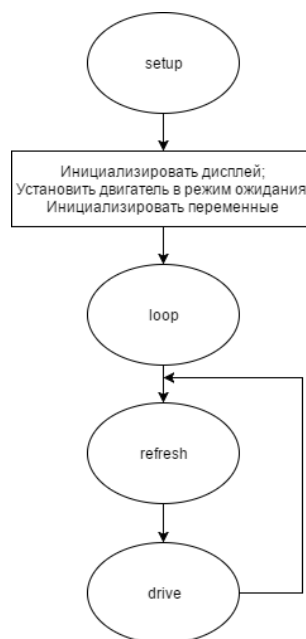 setup
Инициализировать дисплей;
Установить двигатель в режим ожидания
Инициализировать переменные
loop
refresh
drive